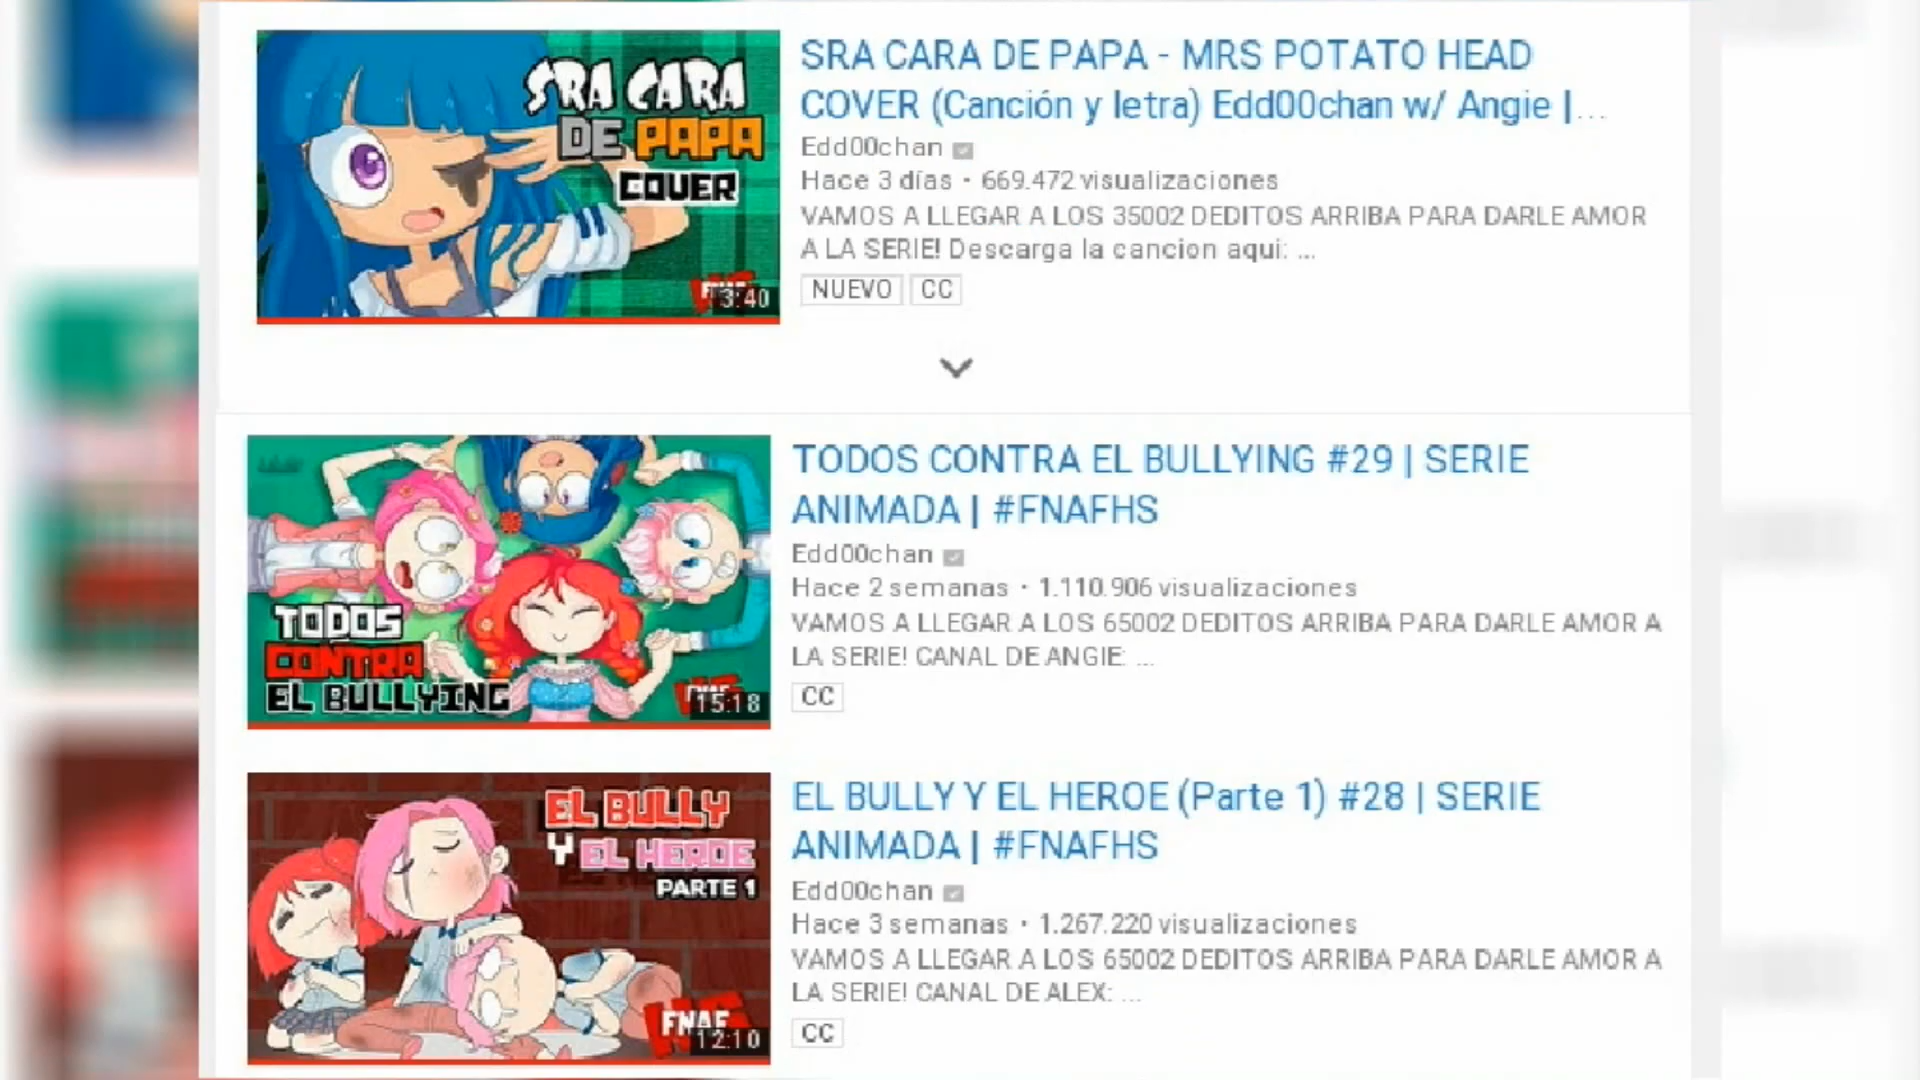 SRA CARA
DE PAPA
COVER
3:40
SRA CARA DE PAPA - MRS POTATO HEAD
COVER (Canción y letra) Edd00chan w/ Angie |...
Edd00chan
Hace 3 días • 669.472 visualizaciones
VAMOS A LLEGAR A LOS 35002 DEDITOS ARRIBA PARA DARLE AMOR
A LA SERIE! Descarga la cancion aqui: ...
NUEVO CC
TODOS
CONTRA
EL BULLYING
15:18
TODOS CONTRA EL BULLYING #29 | SERIE
ANIMADA | #FNAFHS
Edd00chan
Hace 2 semanas • 1.110.906 visualizaciones
VAMOS A LLEGAR A LOS 65002 DEDITOS ARRIBA PARA DARLE AMOR A
LA SERIE! CANAL DE ANGIE: ...
CC
EL BULLY
Y EL HEROE
PARTE 1
FNAF
12:10
EL BULLY Y EL HEROE (Parte 1) #28 | SERIE
ANIMADA | #FNAFHS
Edd00chan
Hace 3 semanas • 1.267.220 visualizaciones
VAMOS A LLEGAR A LOS 65002 DEDITOS ARRIBA PARA DARLE AMOR A
LA SERIE! CANAL DE ALEX: ...
CC